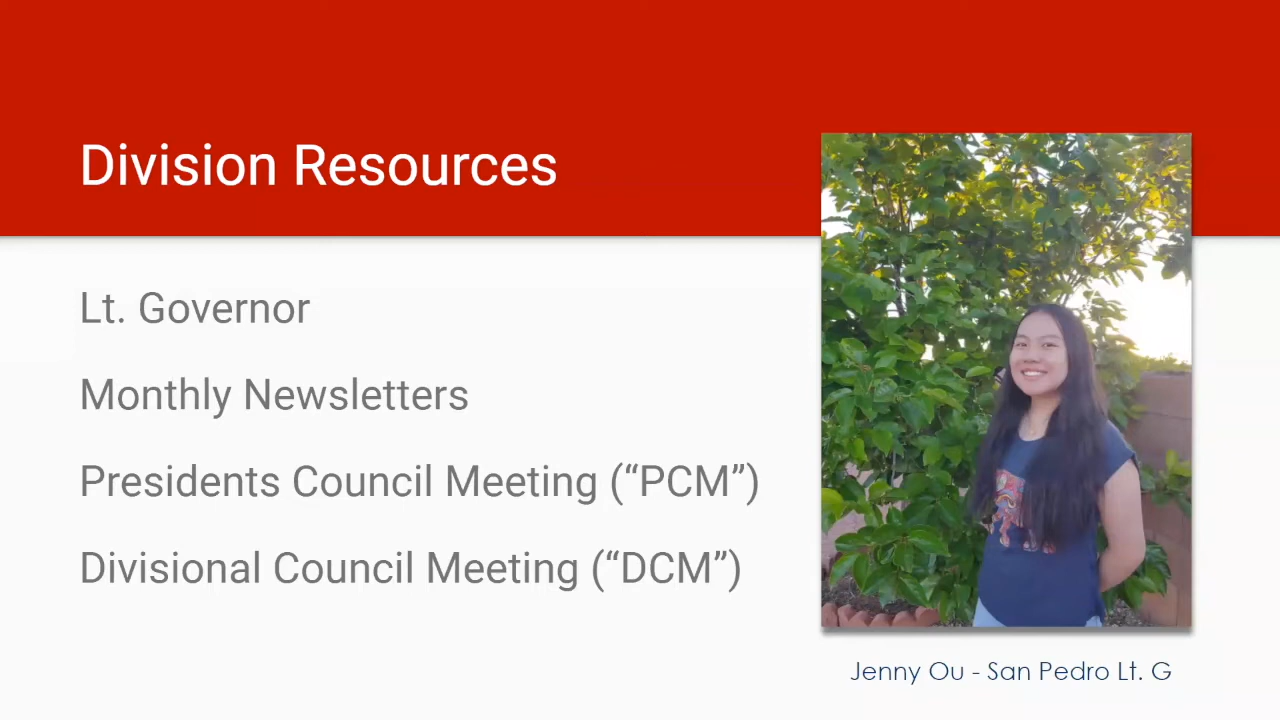 Division Resources
Lt. Governor
Monthly Newsletters
Presidents Council Meeting (“PCM”)
Divisional Council Meeting (“DCM”)
Jenny Ou - San Pedro Lt. G